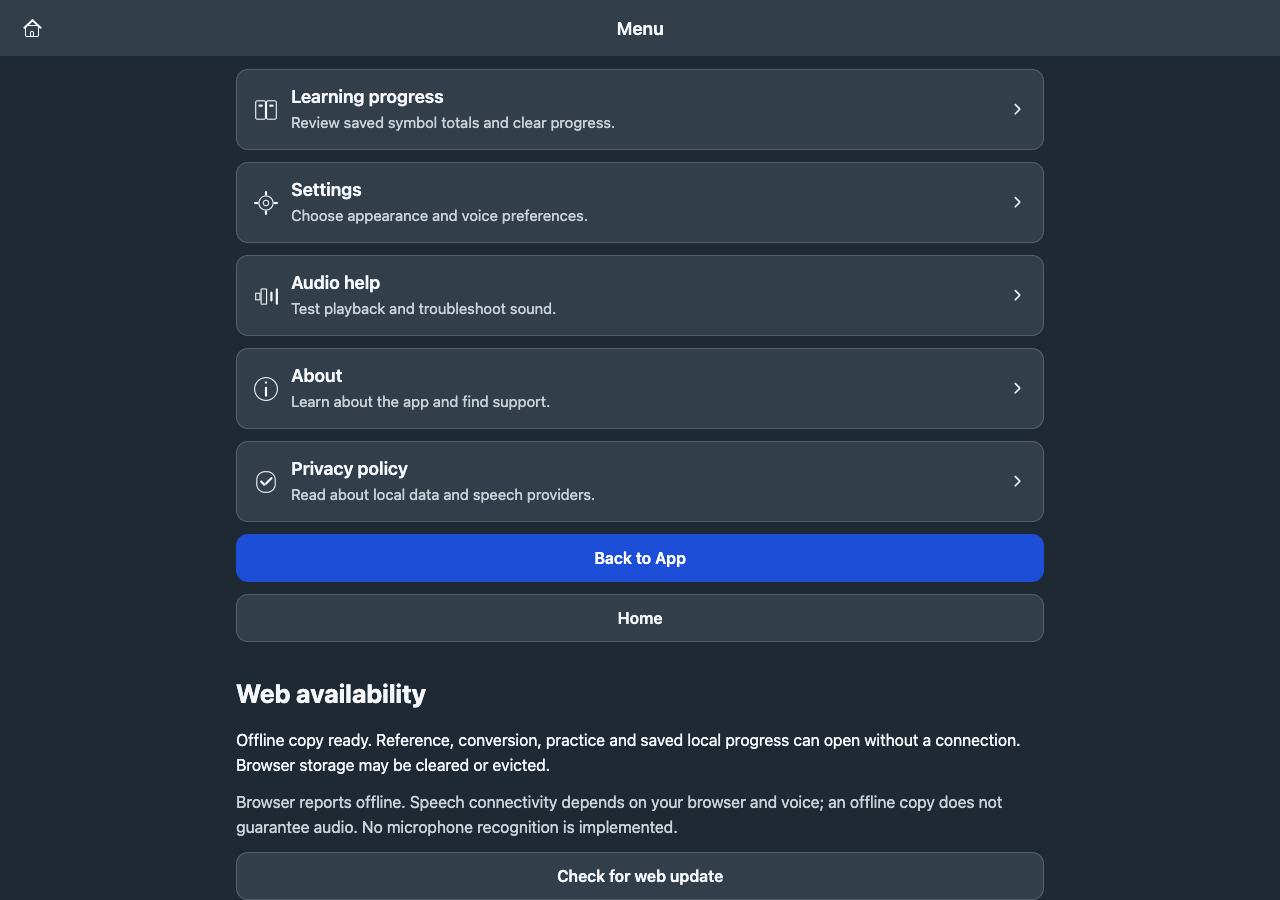 Menu
Learning progress
Review saved symbol totals and clear progress.
Settings
Choose appearance and voice preferences.
Audio help
Test playback and troubleshoot sound.
About
Learn about the app and find support.
Privacy policy
Read about local data and speech providers.
Back to App
Home
Web availability
Offline copy ready. Reference, conversion, practice and saved local progress can open without a connection.
Browser storage may be cleared or evicted.
Browser reports offline. Speech connectivity depends on your browser and voice; an offline copy does not
guarantee audio. No microphone recognition is implemented.
Check for web update